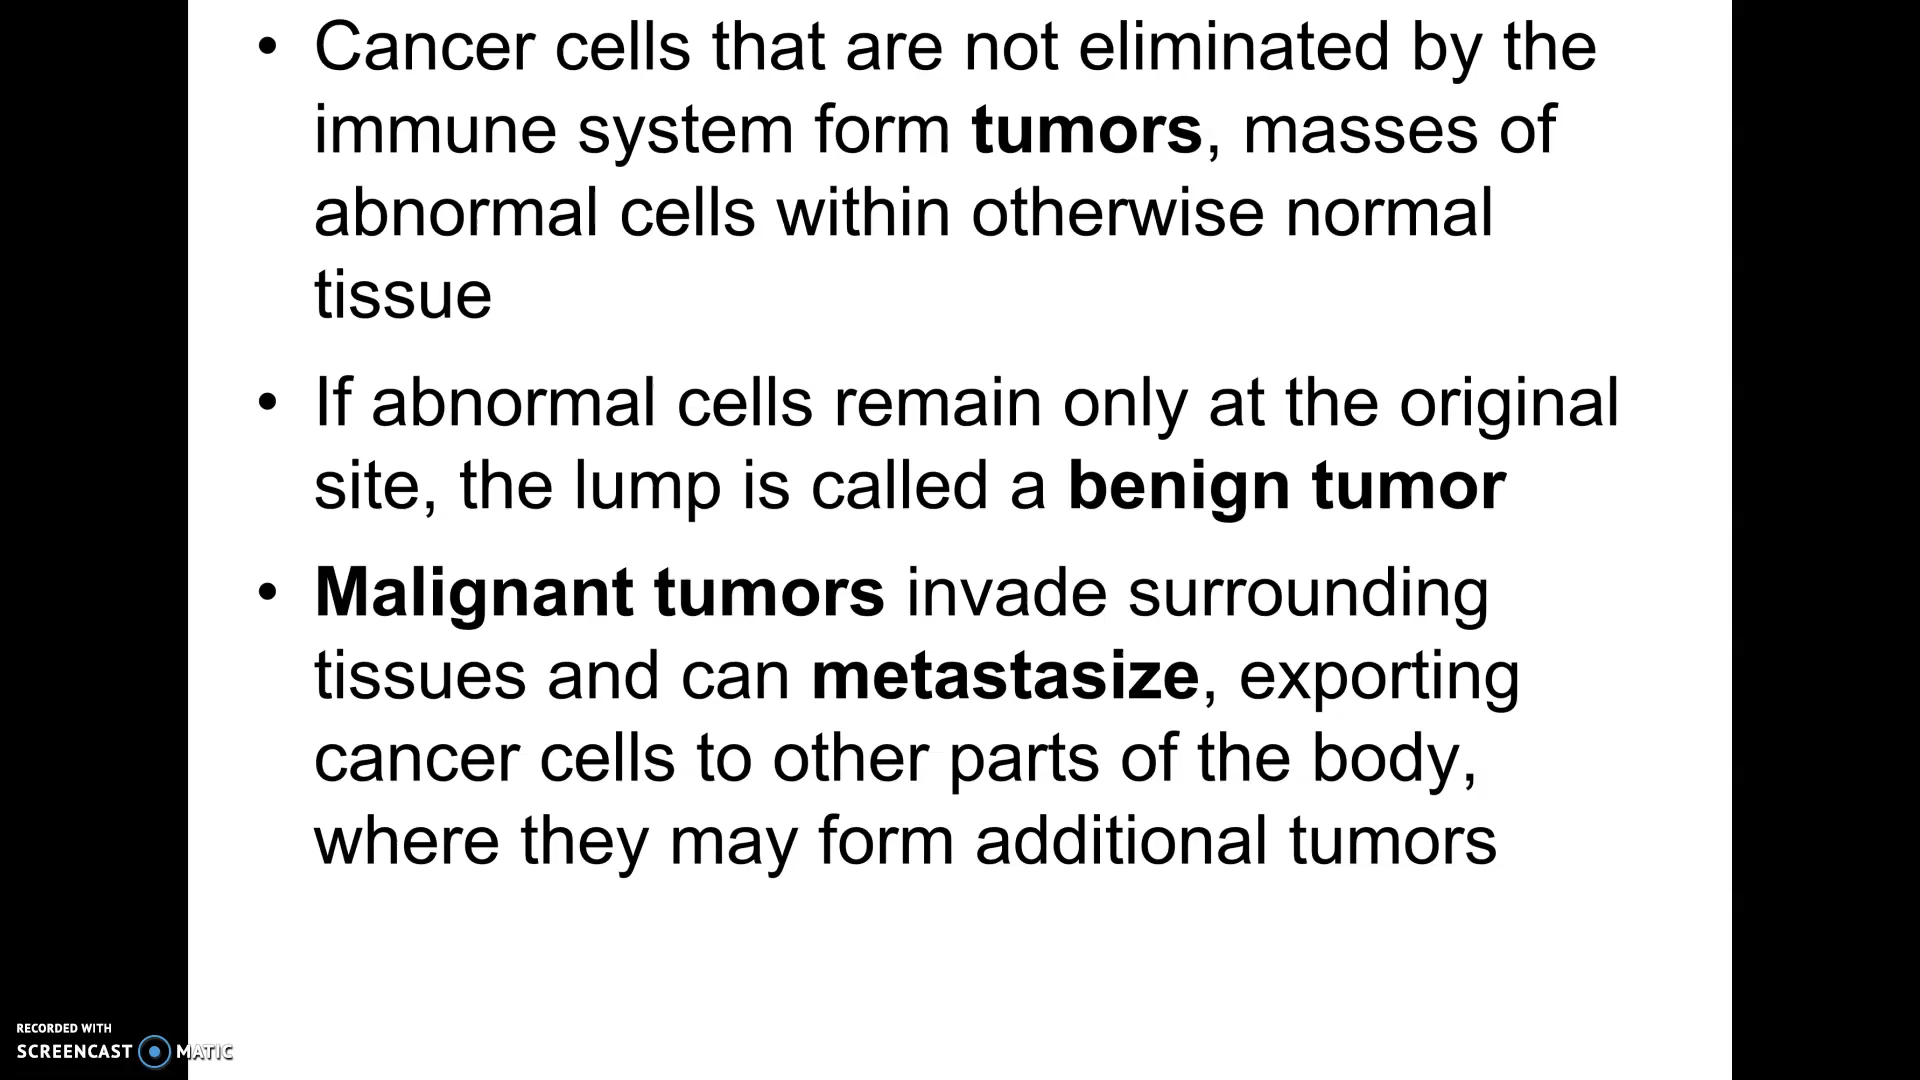 • Cancer cells that are not eliminated by the
immune system form tumors, masses of
abnormal cells within otherwise normal
tissue
• If abnormal cells remain only at the original
site, the lump is called a benign tumor
• Malignant tumors invade surrounding
tissues and can metastasize, exporting
cancer cells to other parts of the body,
where they may form additional tumors
RECORDED WITH
SCREENCAST MATIC